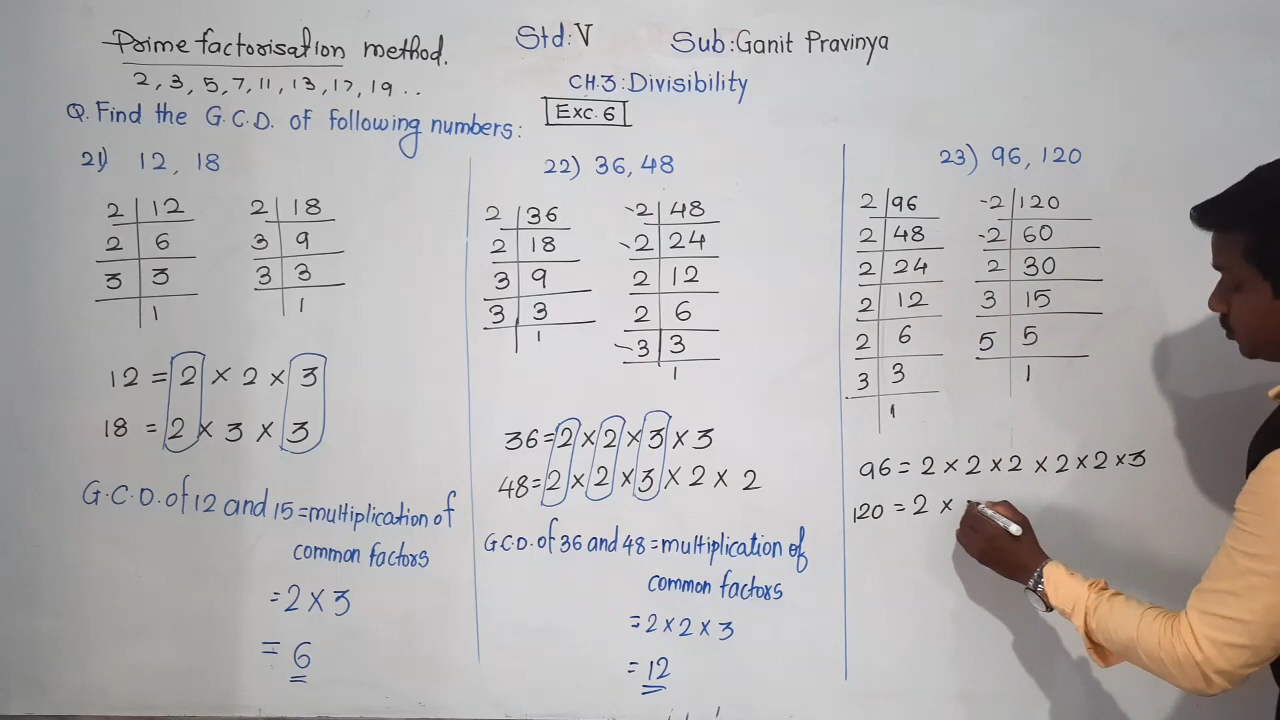 Prime factorisation method.
2, 3, 5, 7, 11, 13, 17, 19 ..
Std: V
Sub: Ganit Pravinya
CH.3: Divisibility
Exc. 6
Q. Find the G.C.D. of following numbers:
21) 12, 18
2 | 12
2 | 6
3 | 3
1
2 | 18
3 | 9
3 | 3
1
12 = 2 × 2 × 3
18 = 2 × 3 × 3
G.C.D. of 12 and 15 = multiplication of
common factors
= 2 × 3
= 6
22) 36, 48
2 | 36
2 | 18
3 | 9
3 | 3
1
2 | 48
2 | 24
2 | 12
2 | 6
3 | 3
1
36 = 2 × 2 × 3 × 3
48 = 2 × 2 × 3 × 2 × 2
G.C.D. of 36 and 48 = multiplication of
common factors
= 2 × 2 × 3
= 12
23) 96, 120
2 | 96
2 | 48
2 | 24
2 | 12
2 | 6
3 | 3
1
2 | 120
2 | 60
2 | 30
3 | 15
5 | 5
1
96 = 2 × 2 × 2 × 2 × 2 × 3
120 = 2 ×